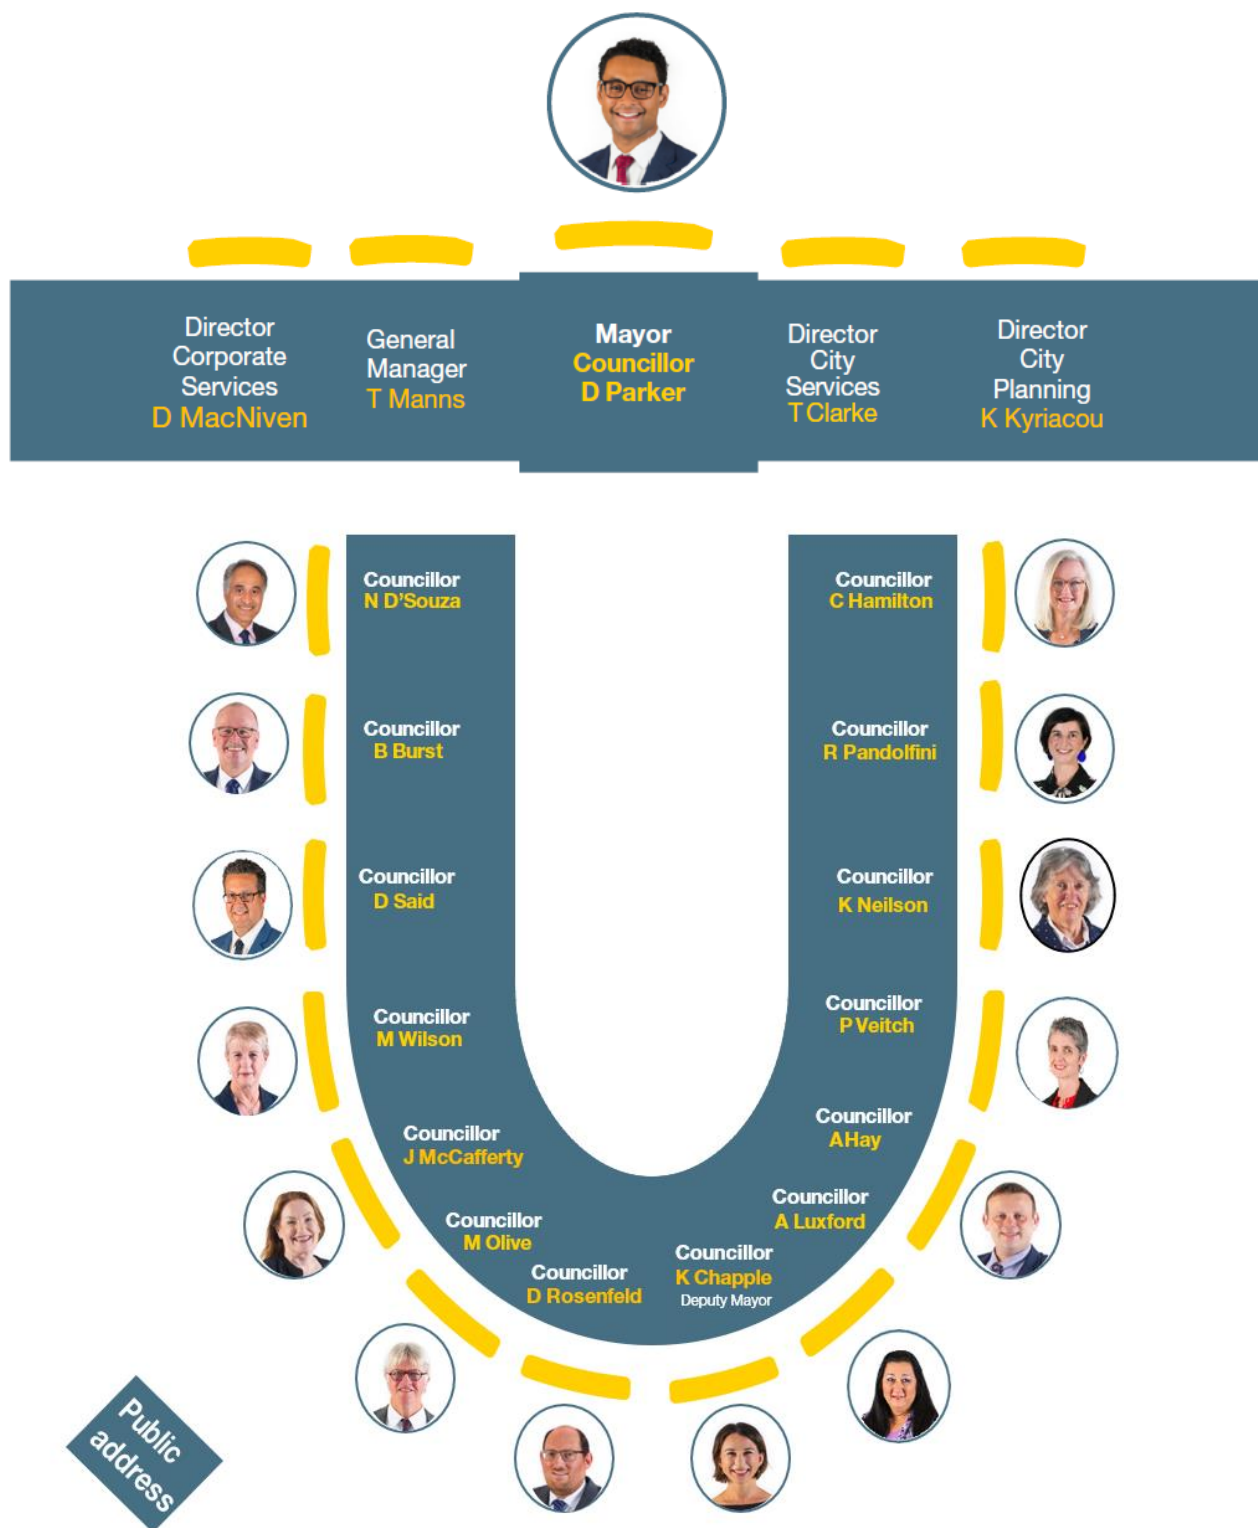 Director
Corporate
Services
D MacNiven
General
Manager
T Manns
Mayor
Councillor
D Parker
Director
City
Services
T Clarke
Director
City
Planning
K Kyriacou
Councillor
N D'Souza
Councillor
C Hamilton
Councillor
B Burst
Councillor
R Pandolfini
Councillor
D Said
Councillor
K Neilson
Councillor
M Wilson
Councillor
P Veitch
Councillor
J McCafferty
Councillor
A Hay
Councillor
M Olive
Councillor
A Luxford
Councillor
D Rosenfeld
Councillor
K Chapple
Deputy Mayor
Public
address